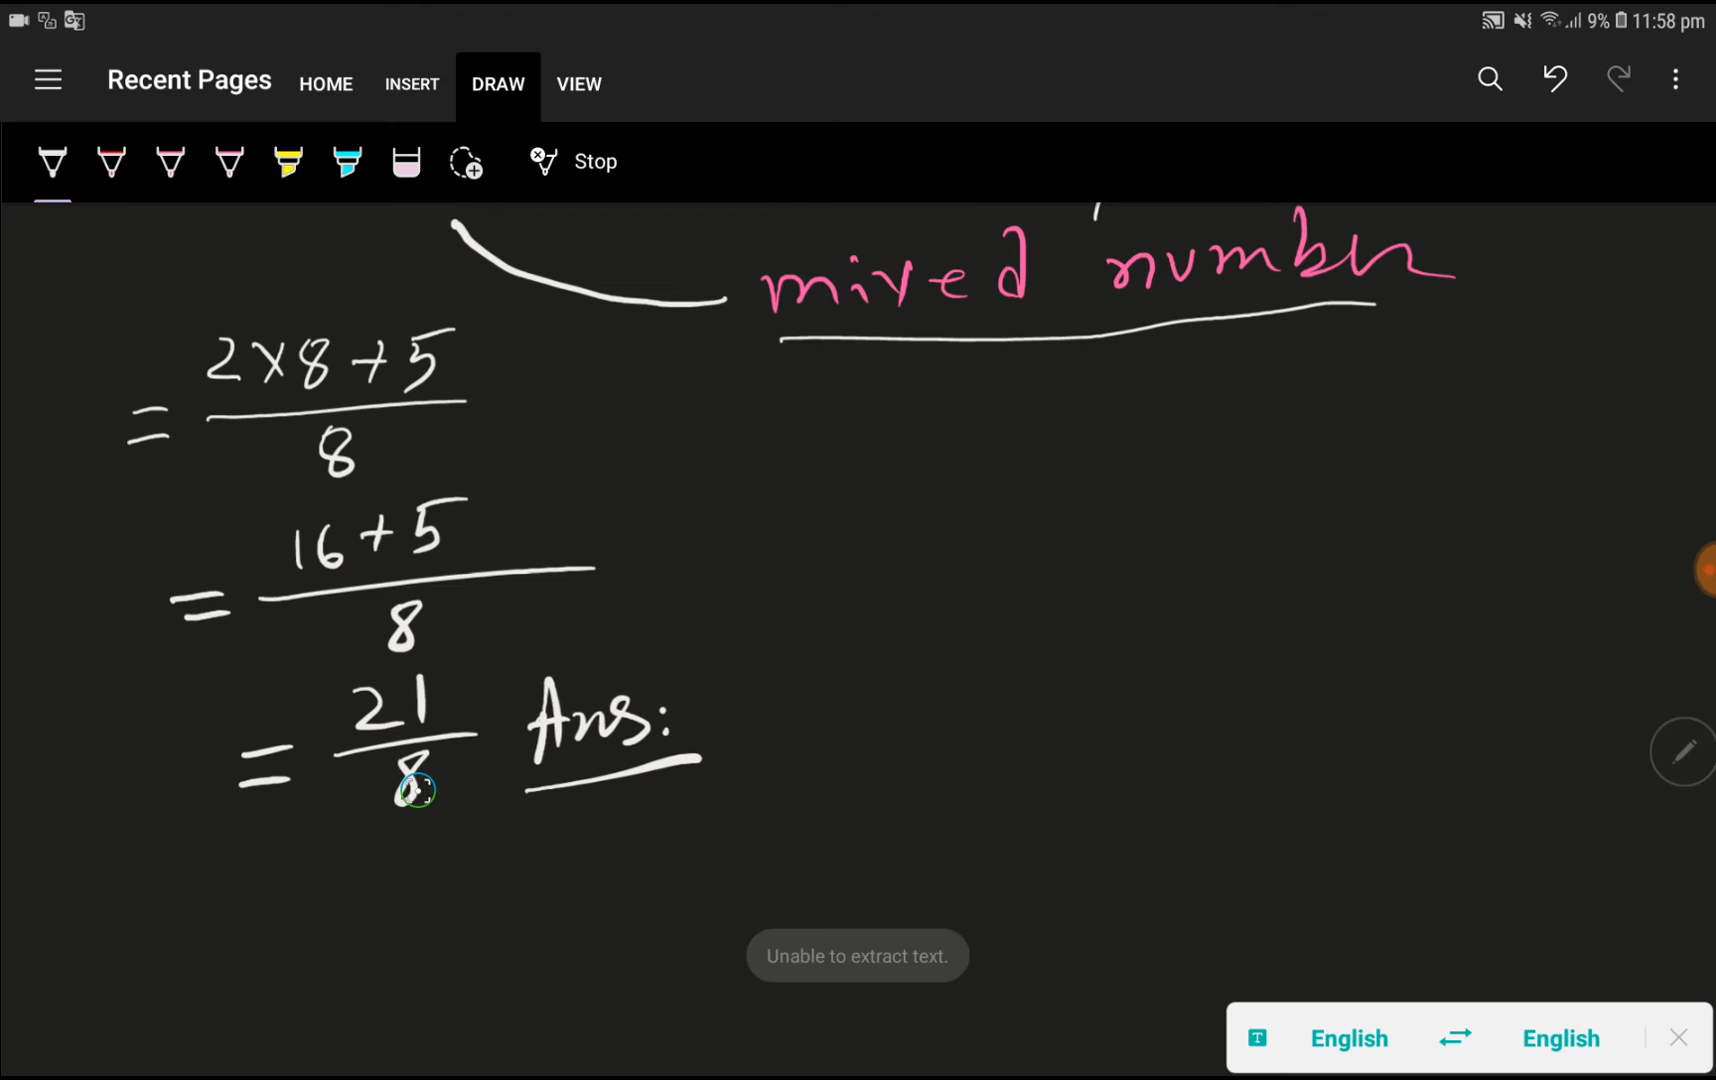 9% 11:58 pm
Recent Pages HOME INSERT DRAW VIEW
Stop
mixed number
= 2×8+5
8
= 16+5
8
= 21 Ans:
8
Unable to extract text.
T English English